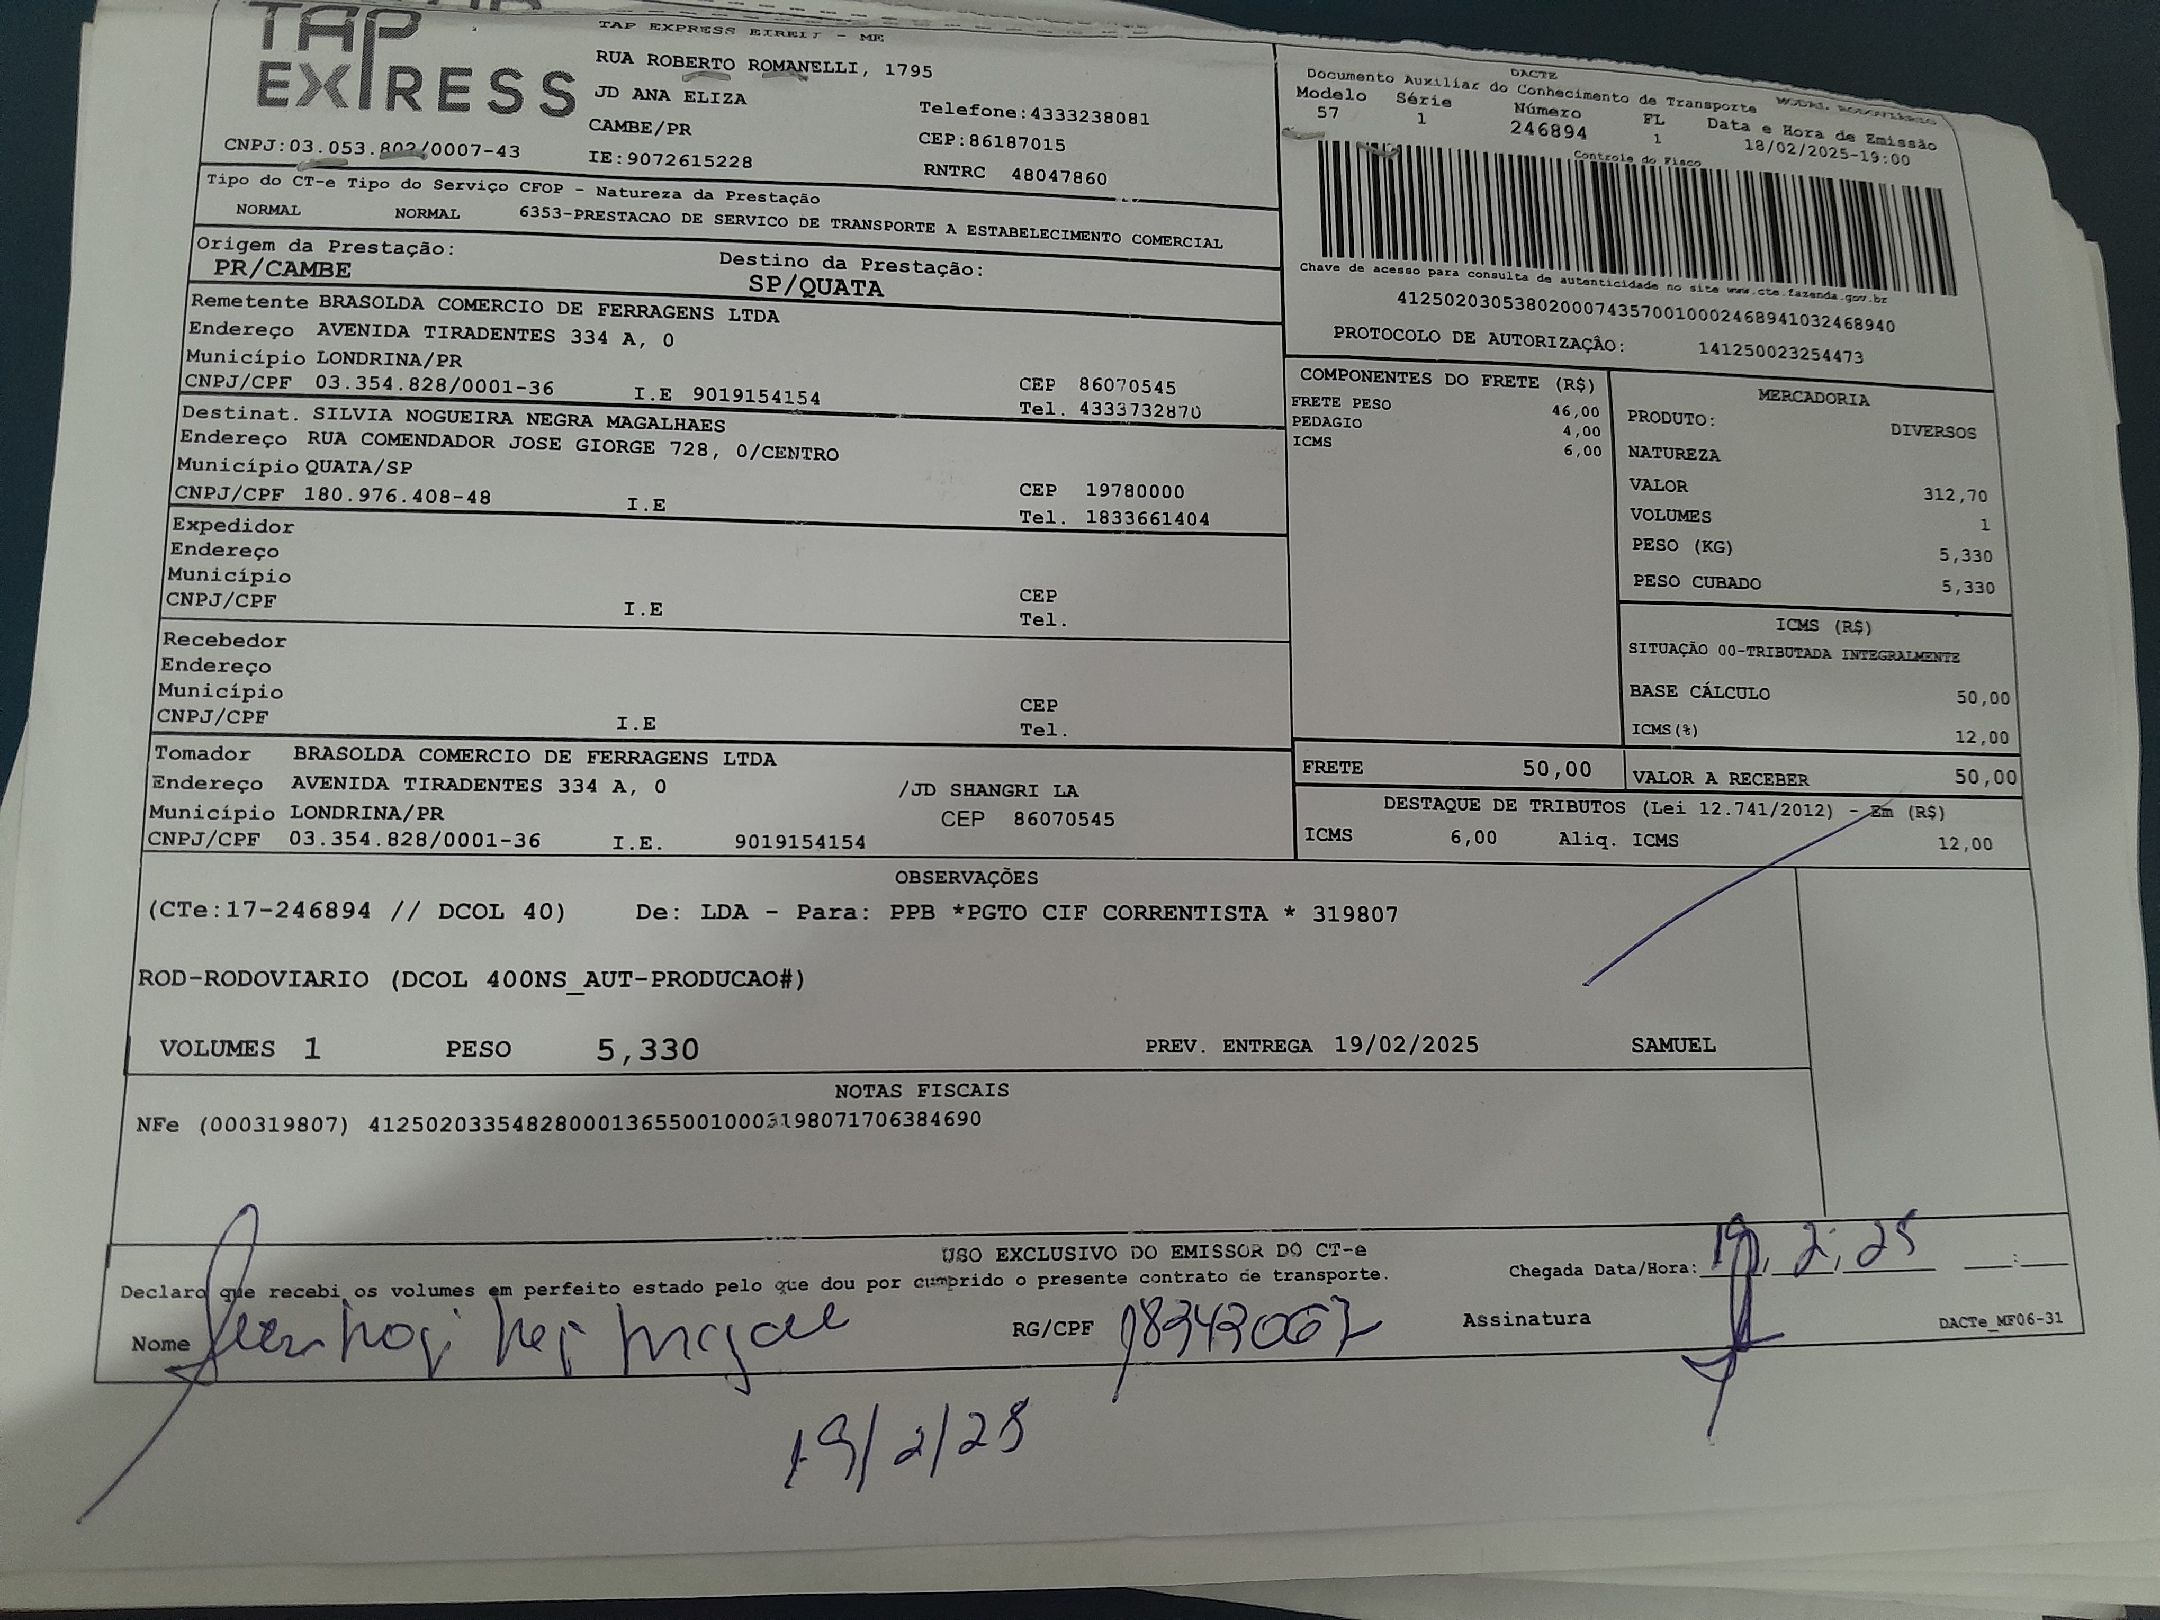 TAP
EXPRESS
TAP EXPRESS EIRELI - ME
RUA ROBERTO ROMANELLI, 1795
JD ANA ELIZA
CAMBE/PR
IE:9072615228
Telefone:4333238081
CEP:86187015
RNTRC 48047860
CNPJ:03.053.802/0007-43
DACTE
Documento Auxiliar do Conhecimento de Transporte
Modelo Série Número FL Data e Hora de Emissão
57 1 246894 1 18/02/2025-19:00
Controle do Fisco
Chave de acesso para consulta de autenticidade no site www.cte.fazenda.gov.br
41250203053802000743570010002468941032468940
PROTOCOLO DE AUTORIZAÇÂO: 141250023254473
Tipo do CT-e Tipo do Serviço CFOP - Natureza da Prestação
NORMAL NORMAL 6353-PRESTACAO DE SERVICO DE TRANSPORTE A ESTABELECIMENTO COMERCIAL
Origem da Prestação: Destino da Prestação:
PR/CAMBE SP/QUATA
Remetente BRASOLDA COMERCIO DE FERRAGENS LTDA
Endereço AVENIDA TIRADENTES 334 A, 0
Município LONDRINA/PR CEP 86070545
CNPJ/CPF 03.354.828/0001-36 I.E 9019154154 Tel. 4333732870
Destinat. SILVIA NOGUEIRA NEGRA MAGALHAES
Endereço RUA COMENDADOR JOSE GIORGE 728, 0/CENTRO
Município QUATA/SP CEP 19780000
CNPJ/CPF 180.976.408-48 I.E Tel. 1833661404
Expedidor
Endereço
Município CEP
CNPJ/CPF I.E Tel.
Recebedor
Endereço
Município CEP
CNPJ/CPF I.E Tel.
Tomador BRASOLDA COMERCIO DE FERRAGENS LTDA
Endereço AVENIDA TIRADENTES 334 A, 0 /JD SHANGRI LA
Município LONDRINA/PR CEP 86070545
CNPJ/CPF 03.354.828/0001-36 I.E. 9019154154
COMPONENTES DO FRETE (R$)
FRETE PESO 46,00
PEDAGIO 4,00
ICMS 6,00
MERCADORIA
PRODUTO: DIVERSOS
NATUREZA
VALOR 312,70
VOLUMES 1
PESO (KG) 5,330
PESO CUBADO 5,330
ICMS (R$)
SITUAÇÃO 00-TRIBUTADA INTEGRALMENTE
BASE CÁLCULO 50,00
ICMS(%) 12,00
FRETE 50,00 VALOR A RECEBER 50,00
DESTAQUE DE TRIBUTOS (Lei 12.741/2012) - Em (R$)
ICMS 6,00 Aliq. ICMS 12,00
OBSERVAÇÕES
(CTe:17-246894 // DCOL 40) De: LDA - Para: PPB *PGTO CIF CORRENTISTA * 319807
ROD-RODOVIARIO (DCOL 400NS_AUT-PRODUCAO#)
VOLUMES 1 PESO 5,330 PREV. ENTREGA 19/02/2025 SAMUEL
NOTAS FISCAIS
NFe (000319807) 41250203354828000136550010003198071706384690
USO EXCLUSIVO DO EMISSOR DO CT-e
Declaro que recebi os volumes em perfeito estado pelo que dou por cumprido o presente contrato de transporte.
Chegada Data/Hora: 19, 2, 25 :
Nome RG/CPF Assinatura
DACTe_MF06-31
19/2/25